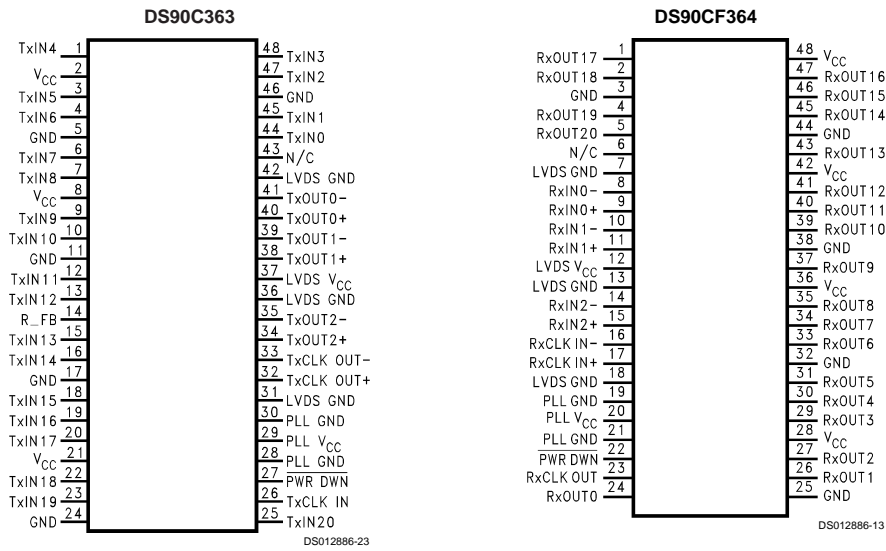 DS90C363
TxIN4 1
VCC 2
TxIN5 3
TxIN6 4
GND 5
TxIN7 6
TxIN8 7
VCC 8
TxIN9 9
TxIN10 10
GND 11
TxIN11 12
TxIN12 13
R_FB 14
TxIN13 15
TxIN14 16
GND 17
TxIN15 18
TxIN16 19
TxIN17 20
VCC 21
TxIN18 22
TxIN19 23
GND 24
48 TxIN3
47 TxIN2
46 GND
45 TxIN1
44 TxIN0
43 N/C
42 LVDS GND
41 TxOUT0-
40 TxOUT0+
39 TxOUT1-
38 TxOUT1+
37 LVDS VCC
36 LVDS GND
35 TxOUT2-
34 TxOUT2+
33 TxCLK OUT-
32 TxCLK OUT+
31 LVDS GND
30 PLL GND
29 PLL VCC
28 PLL GND
27 PWR DWN
26 TxCLK IN
25 TxIN20
DS012886-23
DS90CF364
RxOUT17 1
RxOUT18 2
GND 3
RxOUT19 4
RxOUT20 5
N/C 6
LVDS GND 7
RxIN0- 8
RxIN0+ 9
RxIN1- 10
RxIN1+ 11
LVDS VCC 12
LVDS GND 13
RxIN2- 14
RxIN2+ 15
RxCLK IN- 16
RxCLK IN+ 17
LVDS GND 18
PLL GND 19
PLL VCC 20
PLL GND 21
PWR DWN 22
RxCLK OUT 23
RxOUT0 24
48 VCC
47 RxOUT16
46 RxOUT15
45 RxOUT14
44 GND
43 RxOUT13
42 VCC
41 RxOUT12
40 RxOUT11
39 RxOUT10
38 GND
37 RxOUT9
36 VCC
35 RxOUT8
34 RxOUT7
33 RxOUT6
32 GND
31 RxOUT5
30 RxOUT4
29 RxOUT3
28 VCC
27 RxOUT2
26 RxOUT1
25 GND
DS012886-13